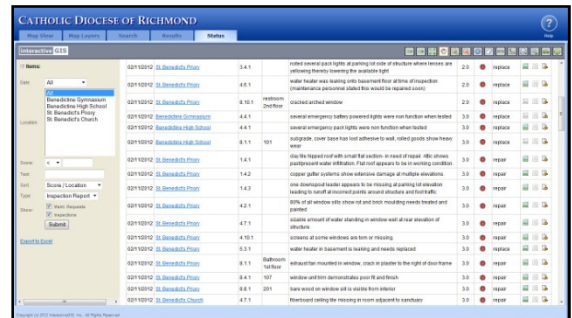 CATHOLIC DIOCESE OF RICHMOND
Help
Map View Map Layers Search Results Status
Interactive GIS
Items:
Date: All
Location: All
Benedictine Gymnasium
Benedictine High School
St. Benedict's Priory
St. Benedict's Church
Score: <
Text:
Sort: Score / Location
Type: Inspection Report
Show: Work Requests
Inspections
Submit
Export to Excel
02/11/2012 St. Benedict's Priory 3.4.1 noted several pack lights at parking lot side of structure where lenses are
yellowing thereby lowering the available light 2.0 replace
02/11/2012 St. Benedict's Priory 4.6.1 water heater was leaking onto basement floor at time of inspection
(maintenance personnel stated this would be repaired soon) 2.0 replace
02/11/2012 St. Benedict's Priory 8.10.1 restroom
2nd floor cracked arched window 2.0 replace
02/11/2012 Benedictine Gymnasium 4.4.1 several emergency battery powered lights were non function when tested 3.0 replace
02/11/2012 Benedictine High School 4.4.1 several emergency pack lights were non function when tested 3.0 replace
02/11/2012 Benedictine High School 8.1.1 101 subgrade, cover base has lost adhesive to wall, rolled goods show heavy
wear 3.0 replace
02/11/2012 St. Benedict's Priory 1.4.1 clay tile hipped roof with small flat section in need of repair. Attic shows
past/present water infiltration. Flat roof appears to be in working condition 3.0 repair
02/11/2012 St. Benedict's Priory 1.4.2 copper gutter systems show extensive damage at multiple elevations 3.0 repair
02/11/2012 St. Benedict's Priory 1.4.3 one downspout leader appears to be missing at parking lot elevation
leading to runoff at mortared joints around structure and foot traffic 3.0 repair
02/11/2012 St. Benedict's Priory 4.2.1 80% of all window sills show rot and brick moulding needs treated and
painted 3.0 repair
02/11/2012 St. Benedict's Priory 4.7.1 sizable amount of water standing in window well at rear elevation of
structure 3.0 repair
02/11/2012 St. Benedict's Priory 4.10.1 screens at some windows are torn or missing 3.0 repair
02/11/2012 St. Benedict's Priory 5.3.1 water heater in basement is leaking and needs replaced 3.0 replace
02/11/2012 St. Benedict's Priory 8.1.1 Bathroom
1st floor exhaust fan mounted in window, crack in plaster to the right of door frame 3.0 repair
02/11/2012 St. Benedict's Priory 8.4.1 107 window unit trim demonstrates poor fit and finish 3.0 repair
02/11/2012 St. Benedict's Priory 8.8.1 201 bare wood on window sill is visible from interior 3.0 repair
02/11/2012 St. Benedict's Church 4.7.1 fiberboard ceiling tile missing in room adjacent to sanctuary 3.0 repair